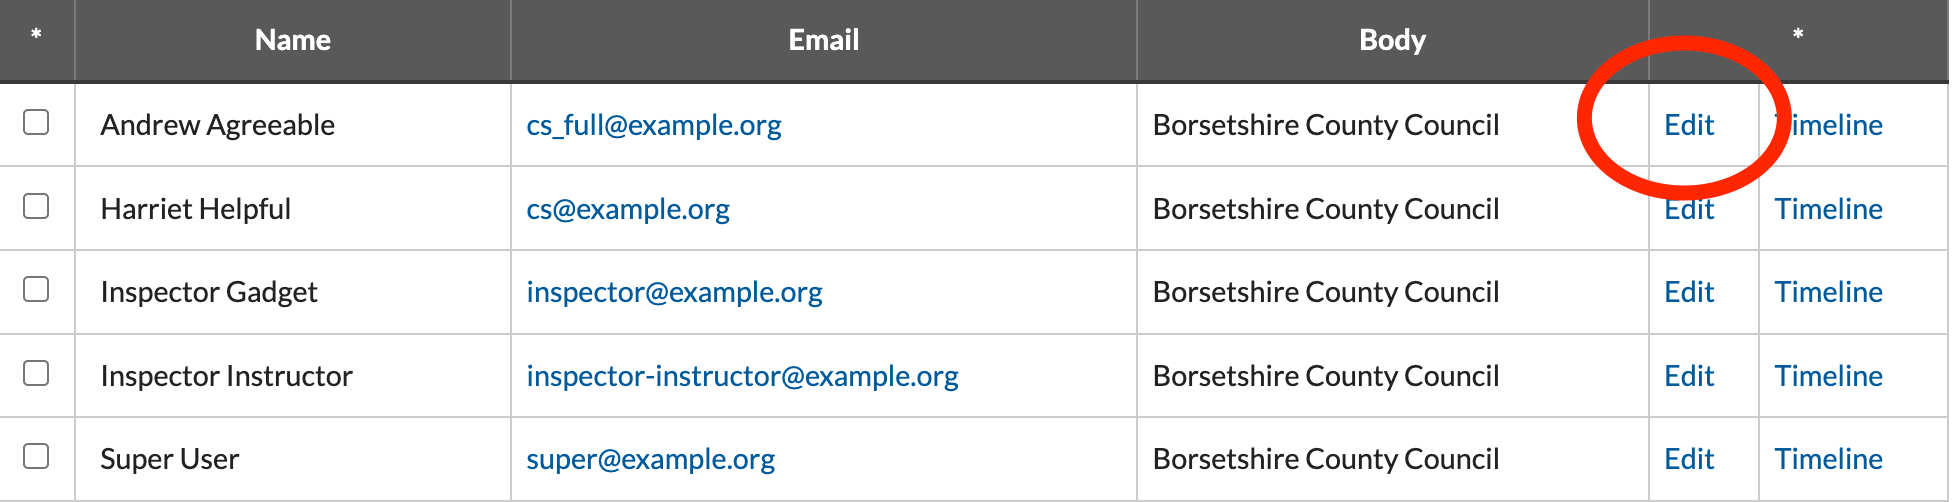 * Name Email Body *
Andrew Agreeable cs_full@example.org Borsetshire County Council Edit Timeline
Harriet Helpful cs@example.org Borsetshire County Council Edit Timeline
Inspector Gadget inspector@example.org Borsetshire County Council Edit Timeline
Inspector Instructor inspector-instructor@example.org Borsetshire County Council Edit Timeline
Super User super@example.org Borsetshire County Council Edit Timeline